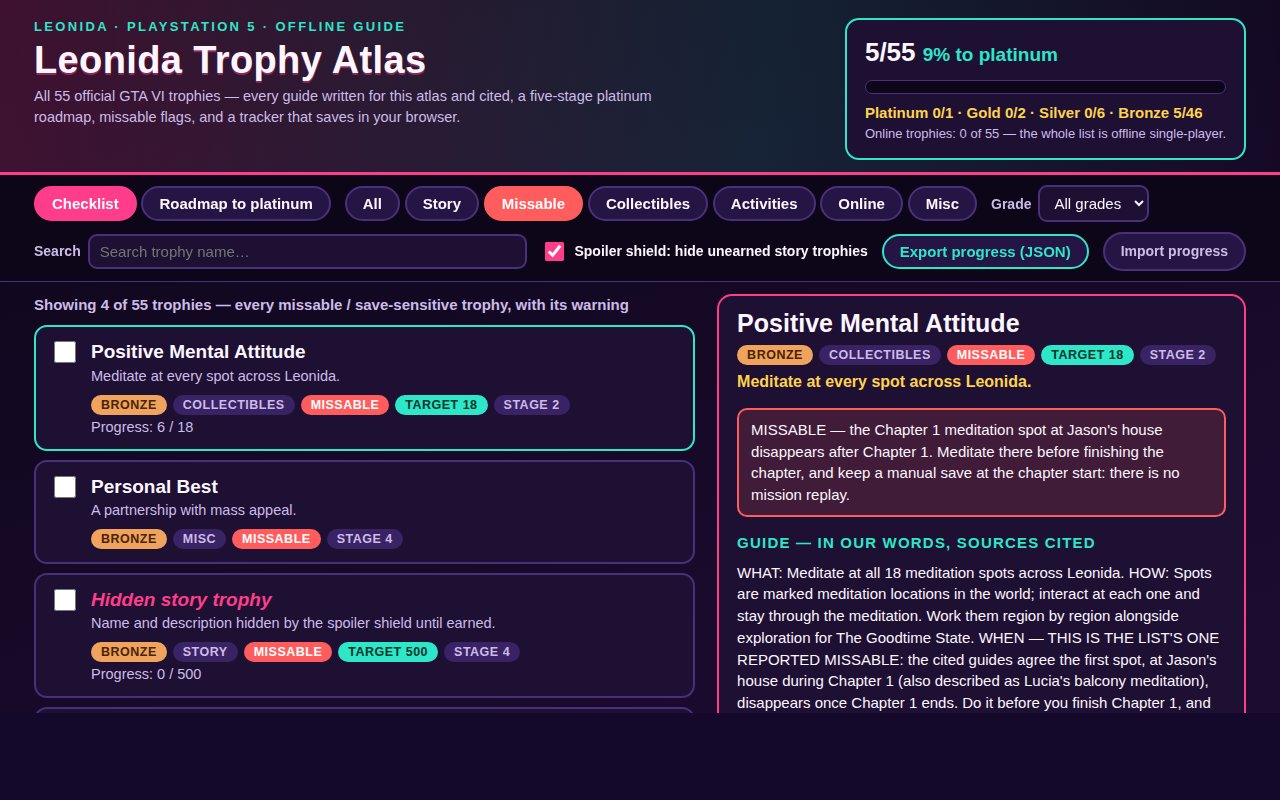 LEONIDA · PLAYSTATION 5 · OFFLINE GUIDE
Leonida Trophy Atlas
All 55 official GTA VI trophies — every guide written for this atlas and cited, a five-stage platinum
roadmap, missable flags, and a tracker that saves in your browser.
5/55 9% to platinum
Platinum 0/1 · Gold 0/2 · Silver 0/6 · Bronze 5/46
Online trophies: 0 of 55 — the whole list is offline single-player.
Checklist Roadmap to platinum All Story Missable Collectibles Activities Online Misc Grade All grades
Search Search trophy name… Spoiler shield: hide unearned story trophies Export progress (JSON) Import progress
Showing 4 of 55 trophies — every missable / save-sensitive trophy, with its warning
Positive Mental Attitude
Meditate at every spot across Leonida.
BRONZE COLLECTIBLES MISSABLE TARGET 18 STAGE 2
Progress: 6 / 18
Personal Best
A partnership with mass appeal.
BRONZE MISC MISSABLE STAGE 4
Hidden story trophy
Name and description hidden by the spoiler shield until earned.
BRONZE STORY MISSABLE TARGET 500 STAGE 4
Progress: 0 / 500
Positive Mental Attitude
BRONZE COLLECTIBLES MISSABLE TARGET 18 STAGE 2
Meditate at every spot across Leonida.
MISSABLE — the Chapter 1 meditation spot at Jason's house
disappears after Chapter 1. Meditate there before finishing the
chapter, and keep a manual save at the chapter start: there is no
mission replay.
GUIDE — IN OUR WORDS, SOURCES CITED
WHAT: Meditate at all 18 meditation spots across Leonida. HOW: Spots
are marked meditation locations in the world; interact at each one and
stay through the meditation. Work them region by region alongside
exploration for The Goodtime State. WHEN — THIS IS THE LIST'S ONE
REPORTED MISSABLE: the cited guides agree the first spot, at Jason's
house during Chapter 1 (also described as Lucia's balcony meditation),
disappears once Chapter 1 ends. Do it before you finish Chapter 1, and